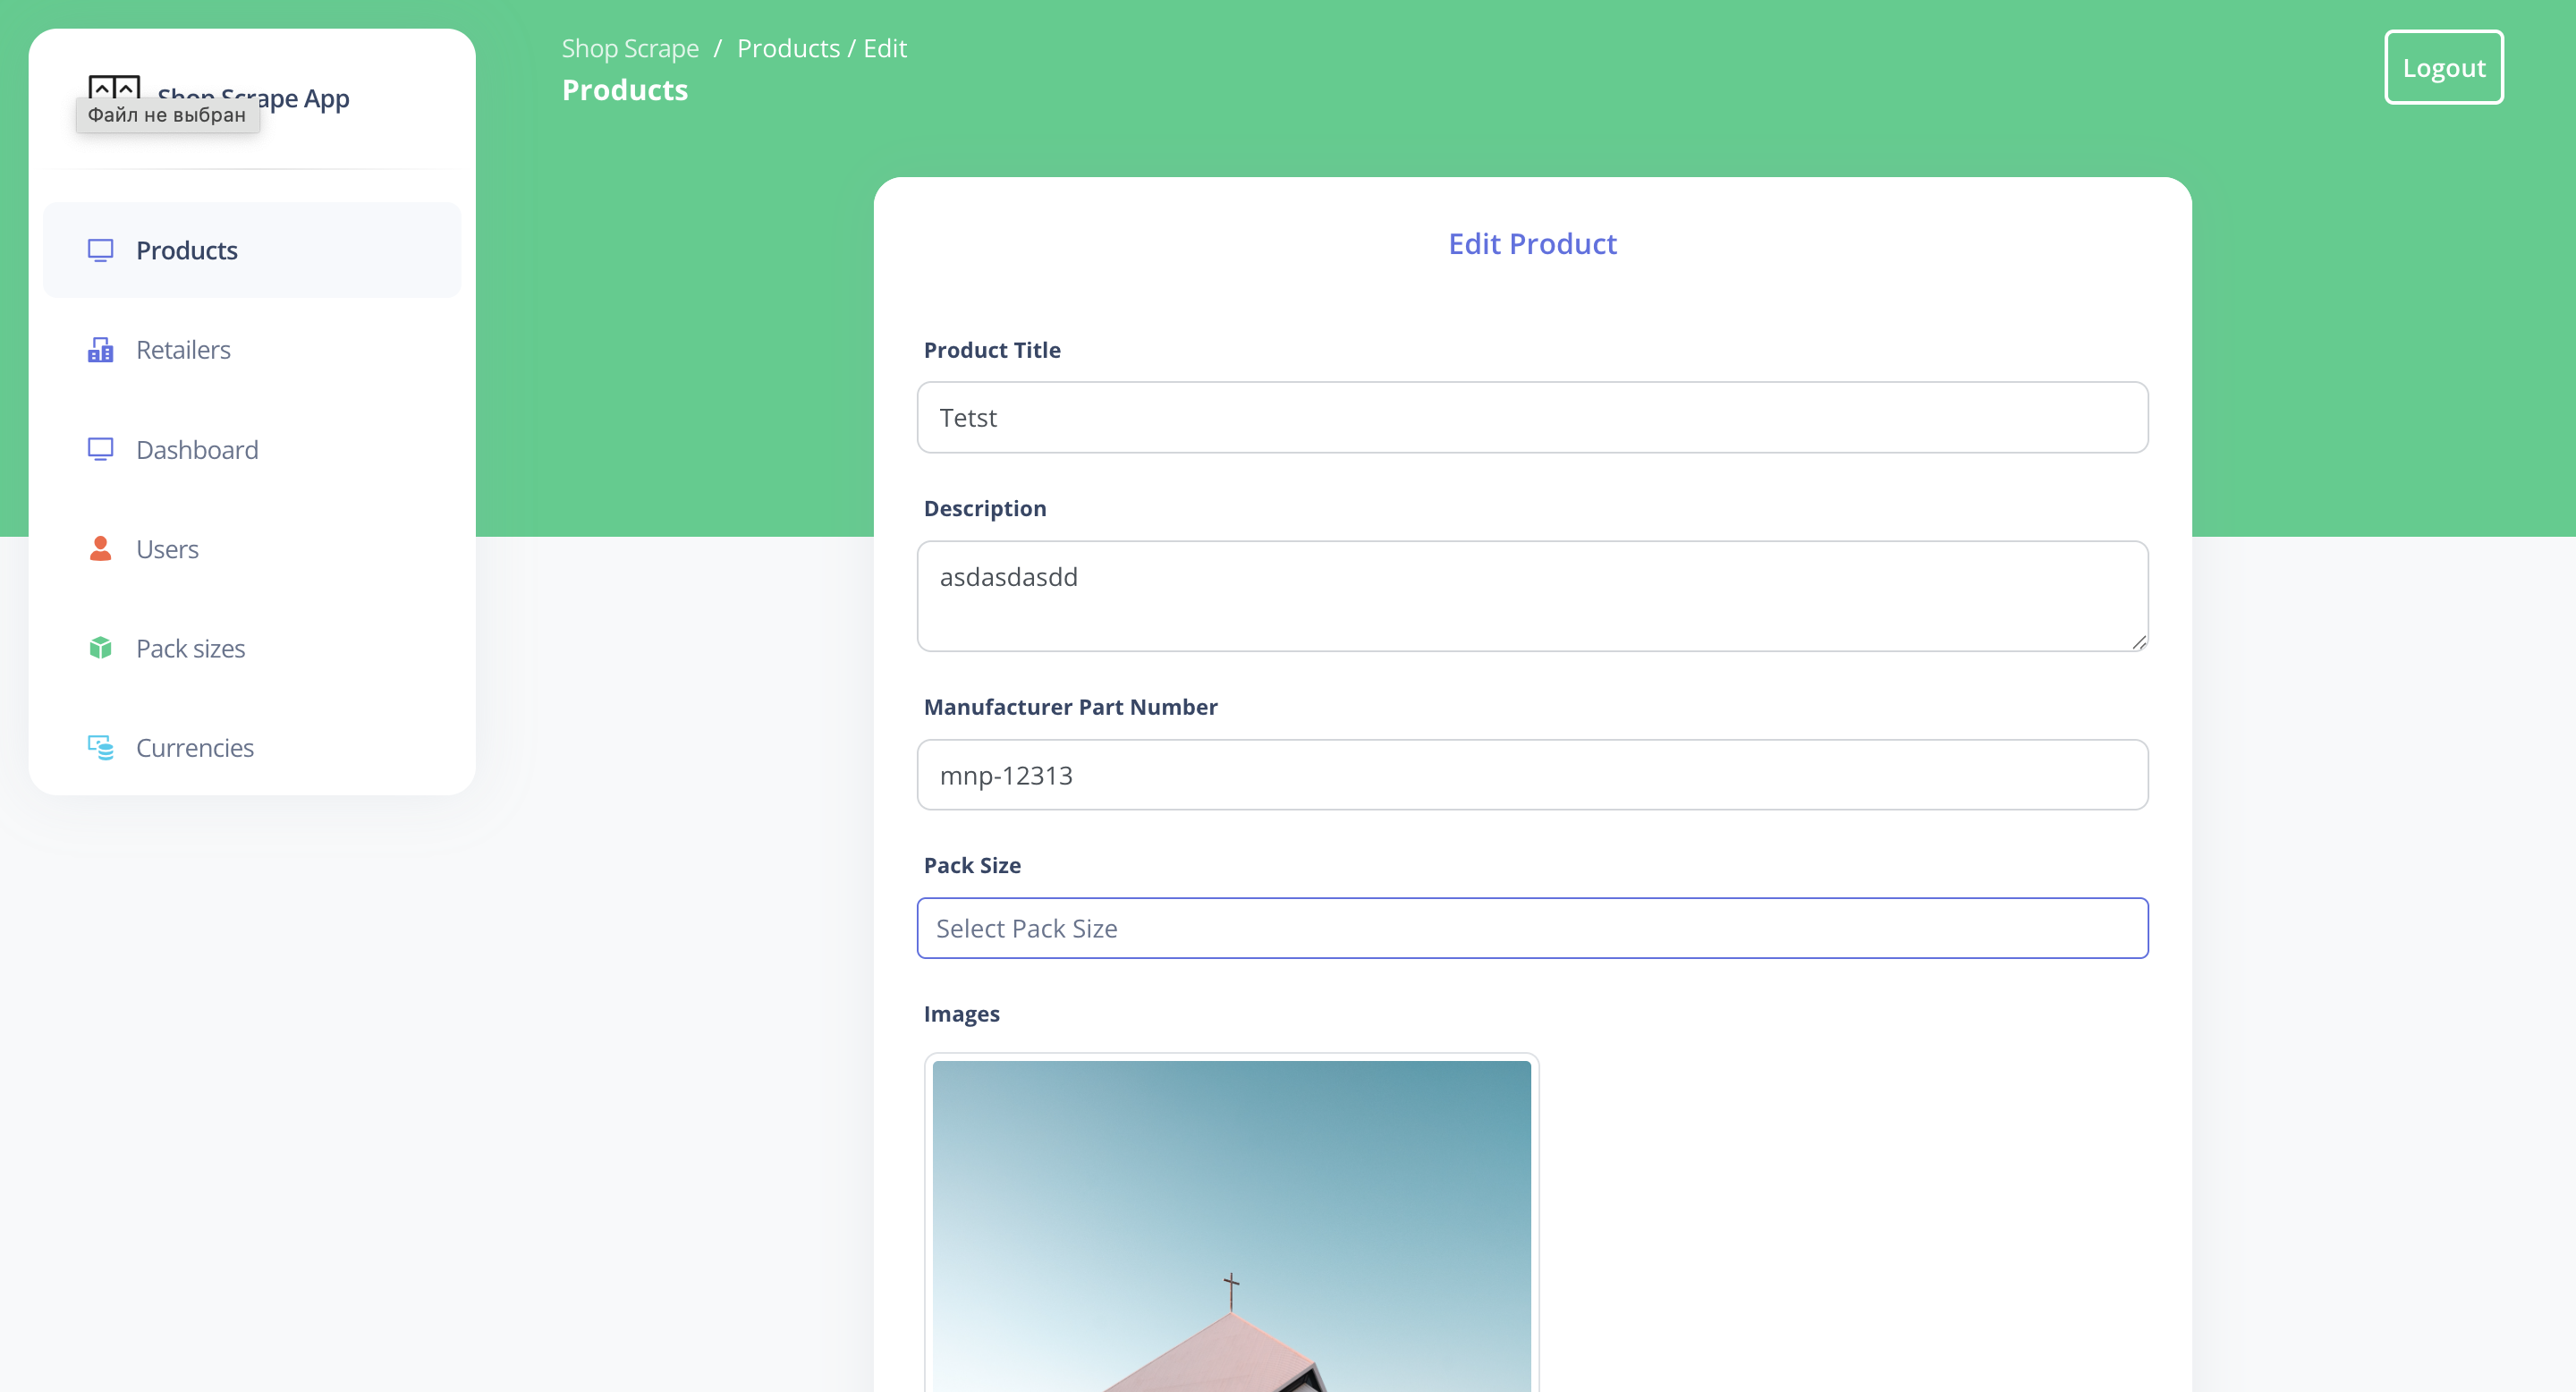 Shop Scrape App
Файл не выбран
Products
Retailers
Dashboard
Users
Pack sizes
Currencies
Shop Scrape / Products / Edit
Products
Logout
Edit Product
Product Title
Tetst
Description
asdasdasdd
Manufacturer Part Number
mnp-12313
Pack Size
Select Pack Size
Images